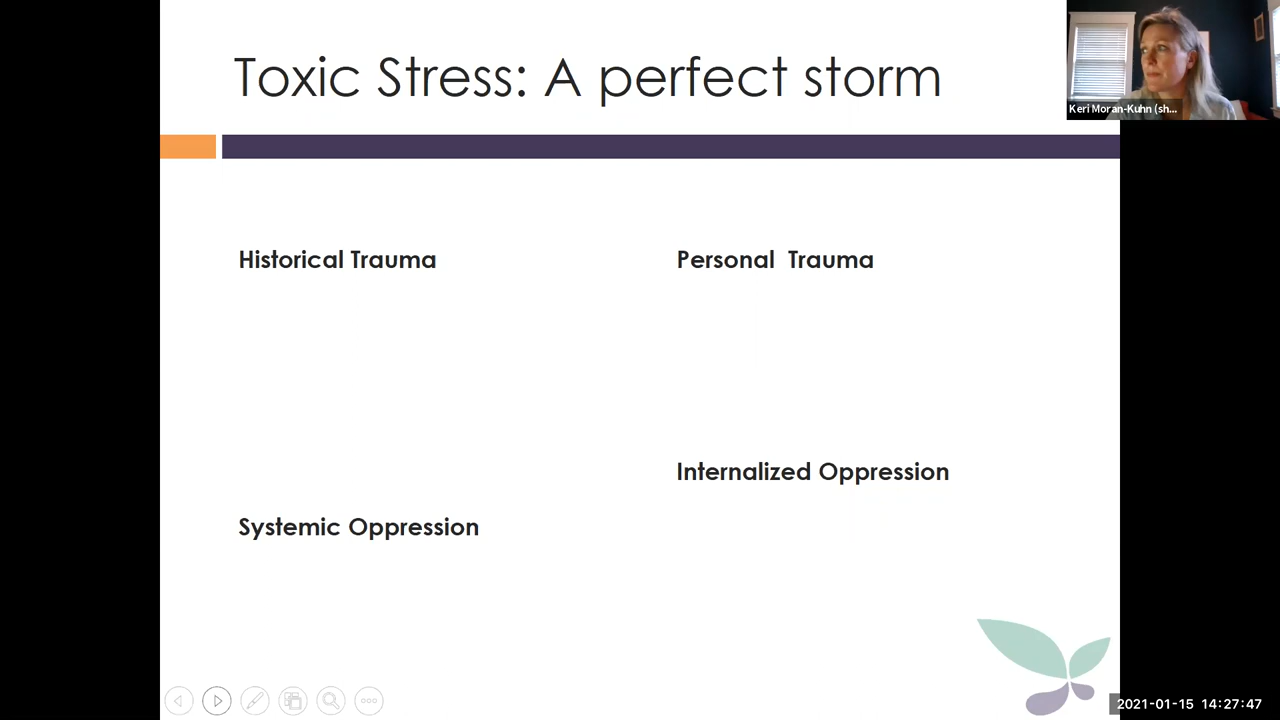 Toxic Stress: A perfect storm
Keri Moran-Kuhn (sh...
Historical Trauma
Personal Trauma
Internalized Oppression
Systemic Oppression
2021-01-15 14:27:47